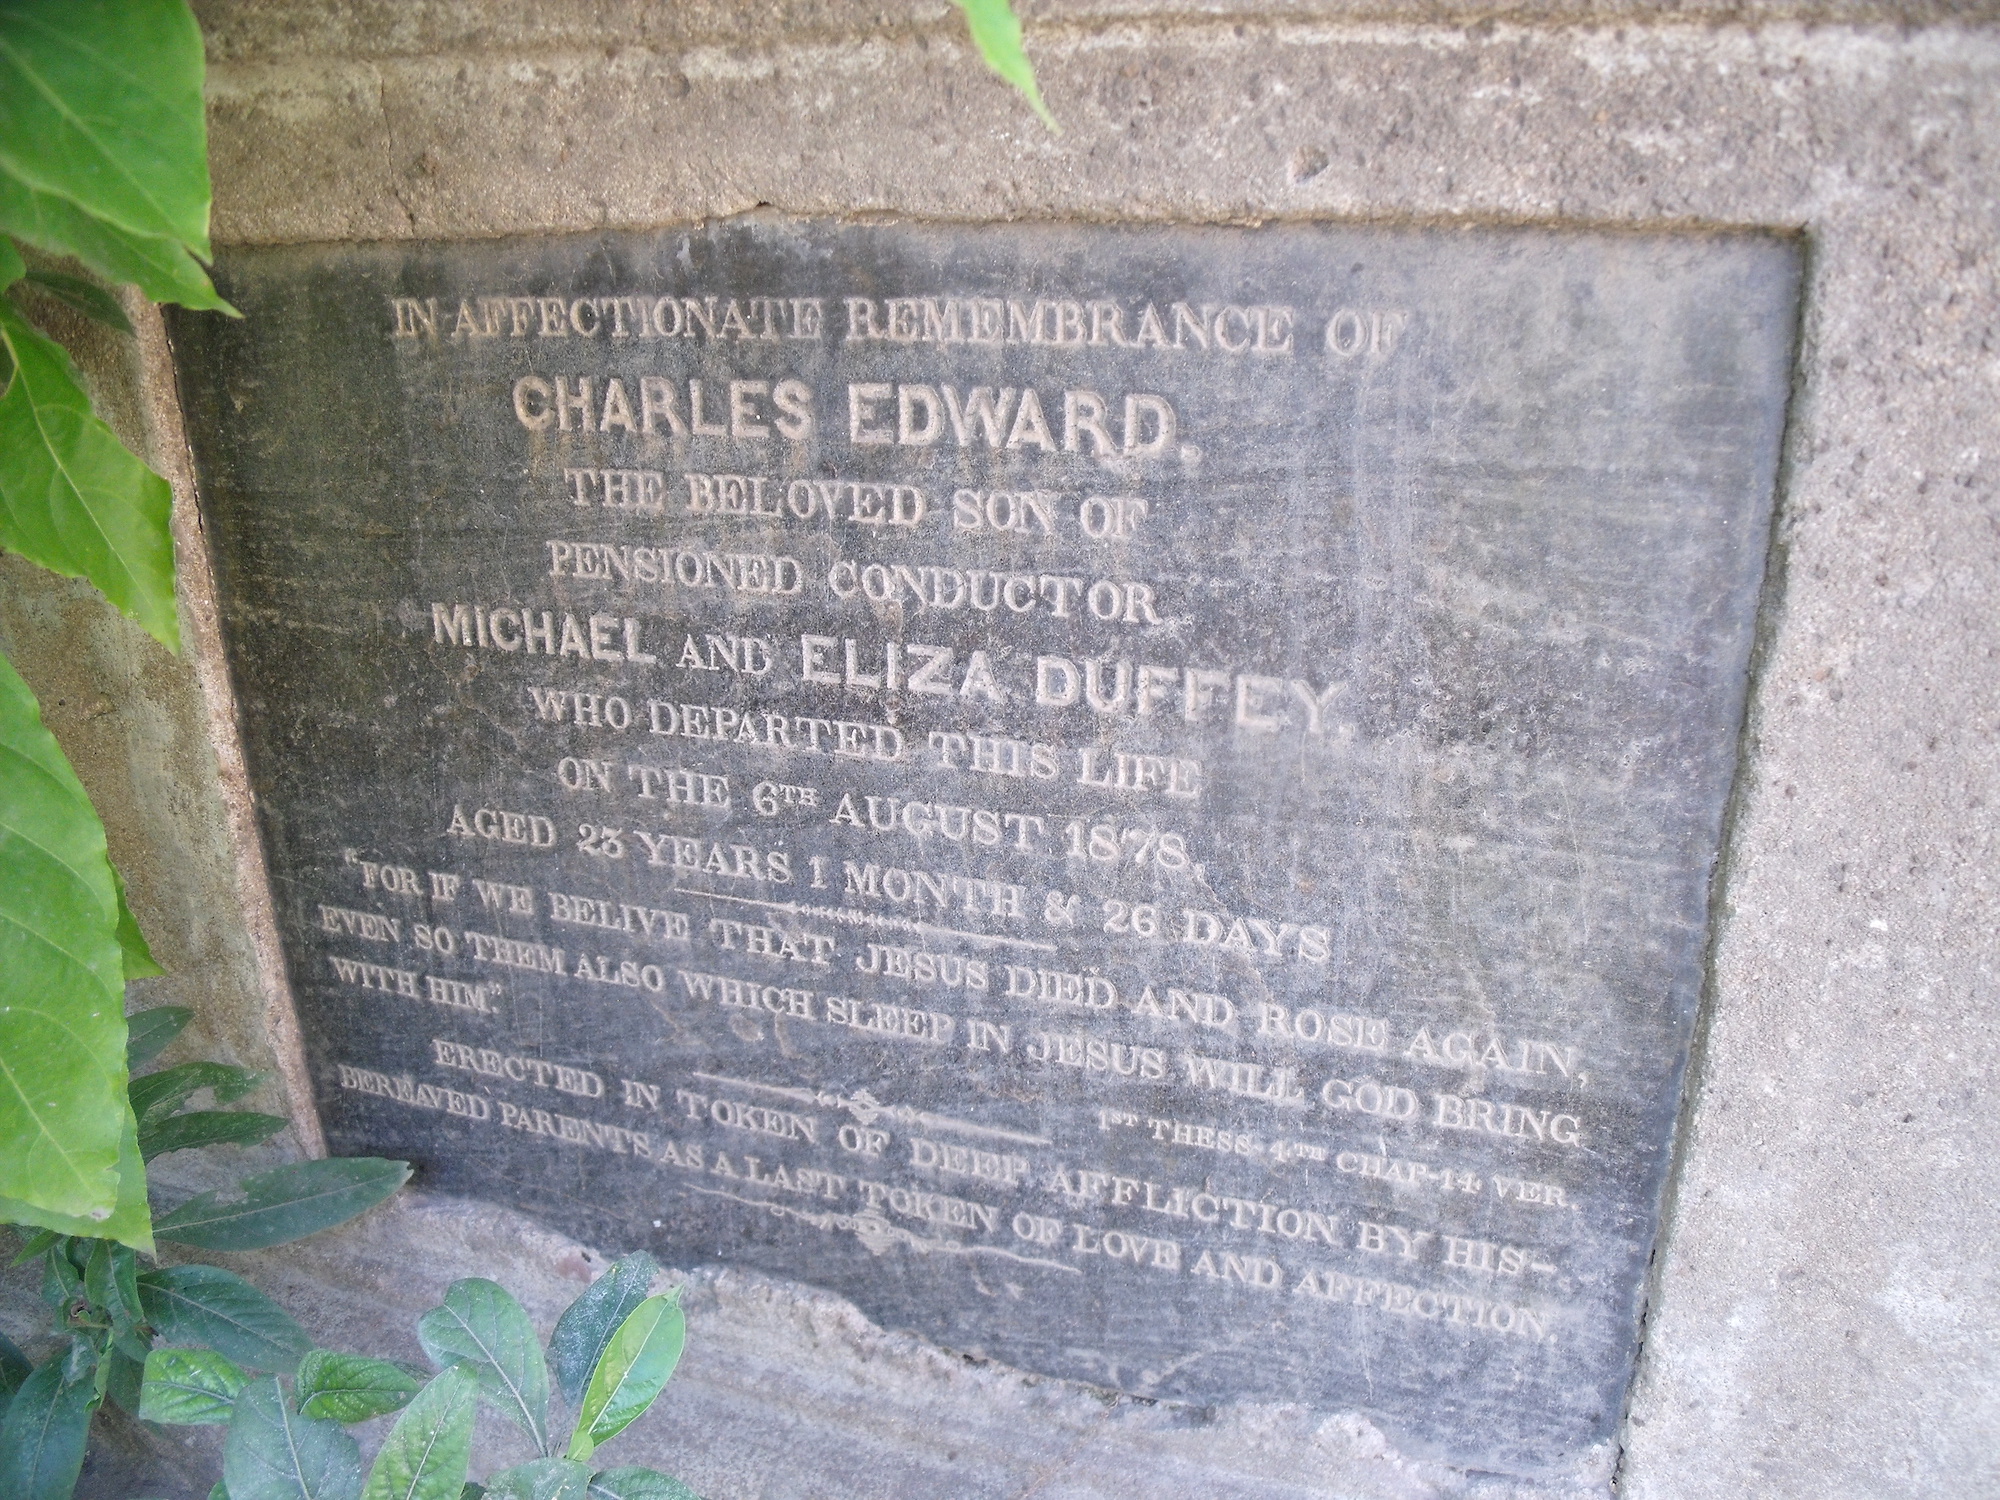 IN AFFECTIONATE REMEMBRANCE OF
CHARLES EDWARD.
THE BELOVED SON OF
PENSIONED CONDUCTOR
MICHAEL AND ELIZA DUFFEY.
WHO DEPARTED THIS LIFE
ON THE 6TH AUGUST 1878,
AGED 23 YEARS 1 MONTH & 26 DAYS
"FOR IF WE BELIVE THAT JESUS DIED AND ROSE AGAIN,
EVEN SO THEM ALSO WHICH SLEEP IN JESUS WILL GOD BRING
WITH HIM."
1ST THESS-4TH CHAP-14 VER.
ERECTED IN TOKEN OF DEEP AFFLICTION BY HIS-
BEREAVED PARENTS AS A LAST TOKEN OF LOVE AND AFFECTION.